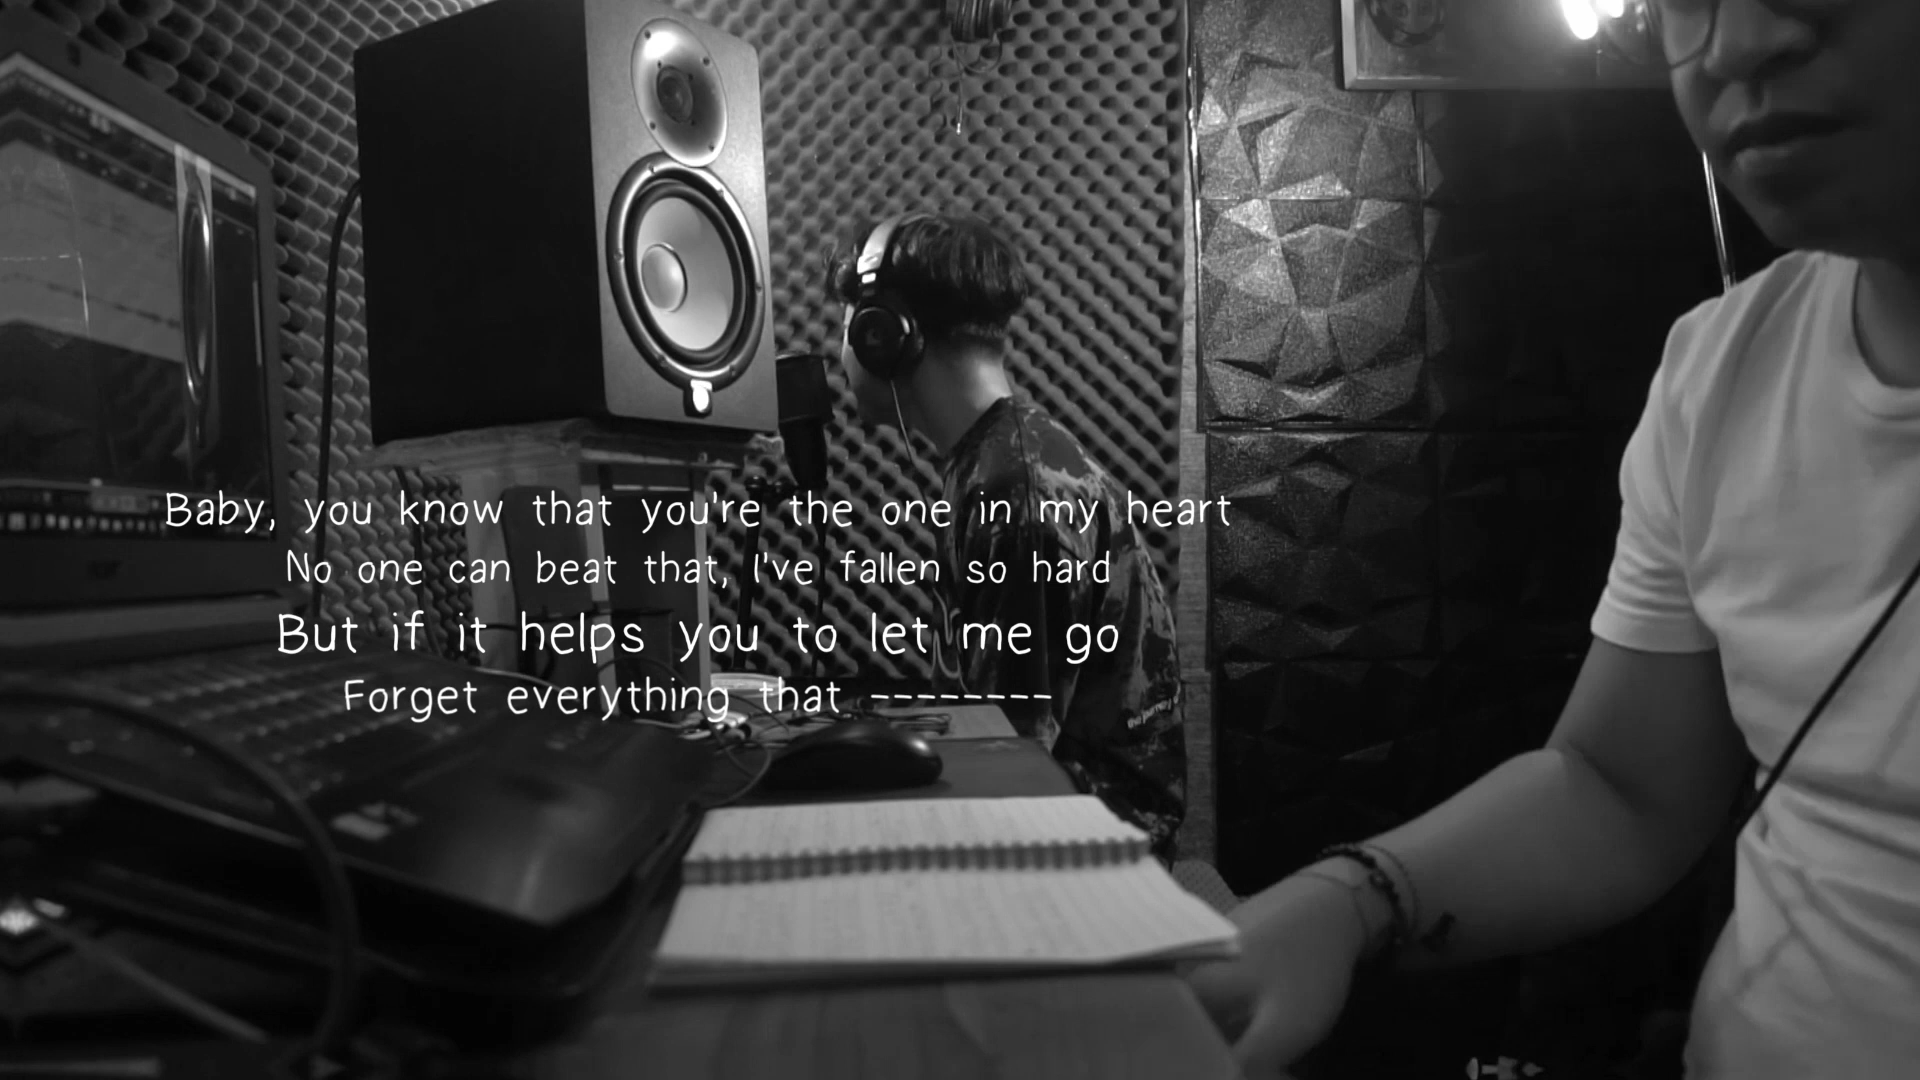 Baby, you know that you're the one in my heart
No one can beat that, I've fallen so hard
But if it helps you to let me go
Forget everything that --------